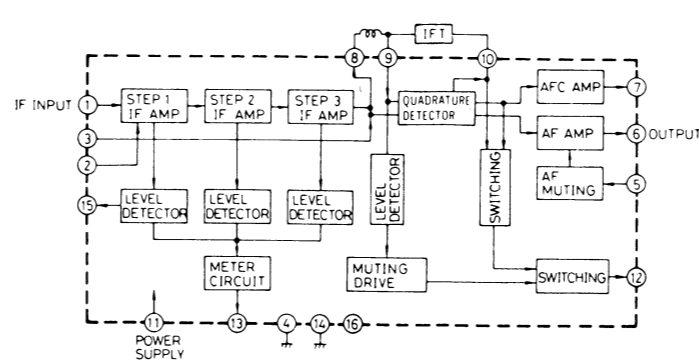 IFT
8
9
10
IF INPUT
1
STEP 1
IF AMP
STEP 2
IF AMP
STEP 3
IF AMP
QUADRATURE
DETECTOR
AFC AMP
7
AF AMP
6
OUTPUT
3
2
AF
MUTING
5
15
LEVEL
DETECTOR
LEVEL
DETECTOR
LEVEL
DETECTOR
LEVEL
DETECTOR
SWITCHING
METER
CIRCUIT
MUTING
DRIVE
SWITCHING
12
11
13
4
14
16
POWER
SUPPLY